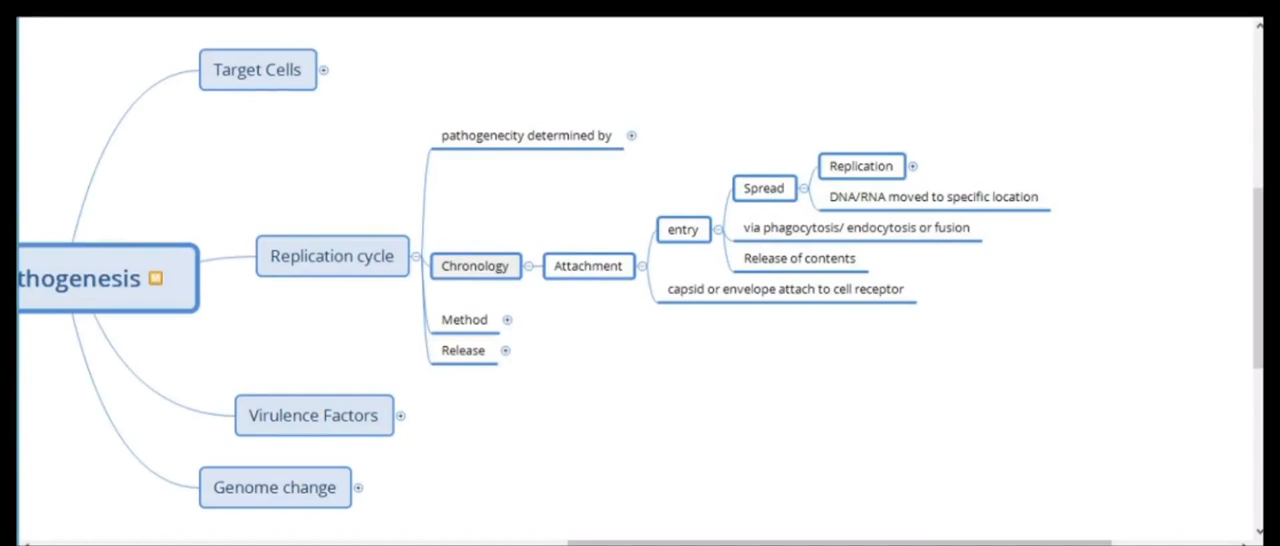 Target Cells
pathogenecity determined by
Replication
Spread
DNA/RNA moved to specific location
entry
via phagocytosis/ endocytosis or fusion
Replication cycle
Chronology
Attachment
Release of contents
thogenesis
capsid or envelope attach to cell receptor
Method
Release
Virulence Factors
Genome change